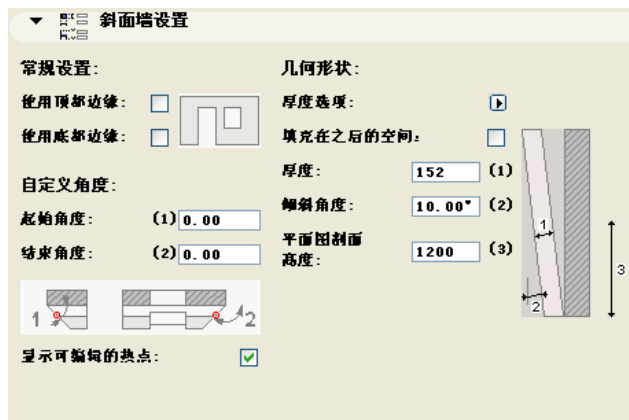 斜面墙设置
常规设置:
使用顶部边缘:
使用底部边缘:
自定义角度:
起始角度: (1) 0.00
结束角度: (2) 0.00
1 2
显示可编辑的热点:
几何形状:
厚度选项:
填充在之后的空间:
厚度: 152 (1)
倾斜角度: 10.00° (2)
平面图剖面
高度: 1200 (3)
1
2
3